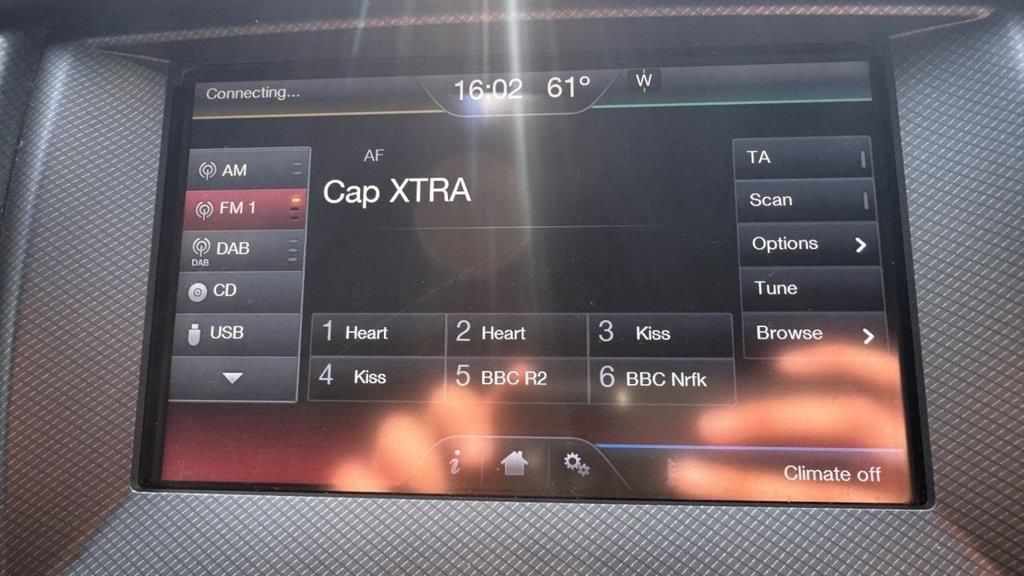 Connecting...
16:02 61° W
AM
FM 1
DAB
DAB
CD
USB
AF
Cap XTRA
1 Heart
2 Heart
3 Kiss
4 Kiss
5 BBC R2
6 BBC Nrfk
TA
Scan
Options
Tune
Browse
i
Climate off